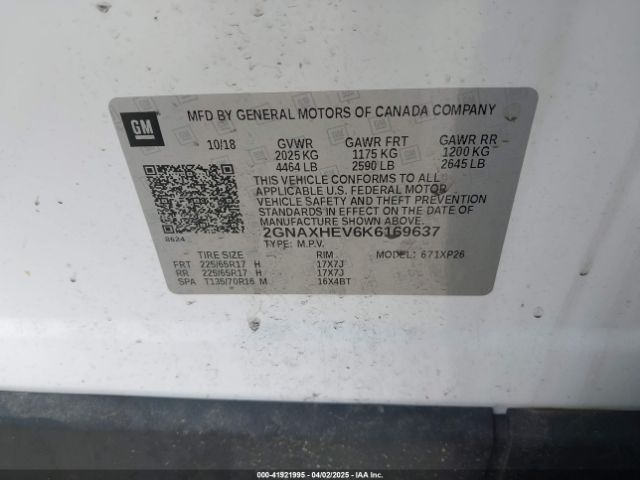 GM
MFD BY GENERAL MOTORS OF CANADA COMPANY
10/18 GVWR GAWR FRT GAWR RR
2025 KG 1175 KG 1200 KG
4464 LB 2590 LB 2645 LB
THIS VEHICLE CONFORMS TO ALL
APPLICABLE U.S. FEDERAL MOTOR
VEHICLE SAFETY AND THEFT PREVENTION
STANDARDS IN EFFECT ON THE DATE OF
MANUFACTURE SHOWN ABOVE.
8624 2GNAXHEV6K6169637
TYPE: M.P.V. MODEL: 671XP26
TIRE SIZE RIM
FRT 225/65R17 H 17X7J
RR 225/65R17 H 17X7J
SPA T135/70R16 M 16X4BT
000-41921995 - 04/02/2025 - IAAI.COM